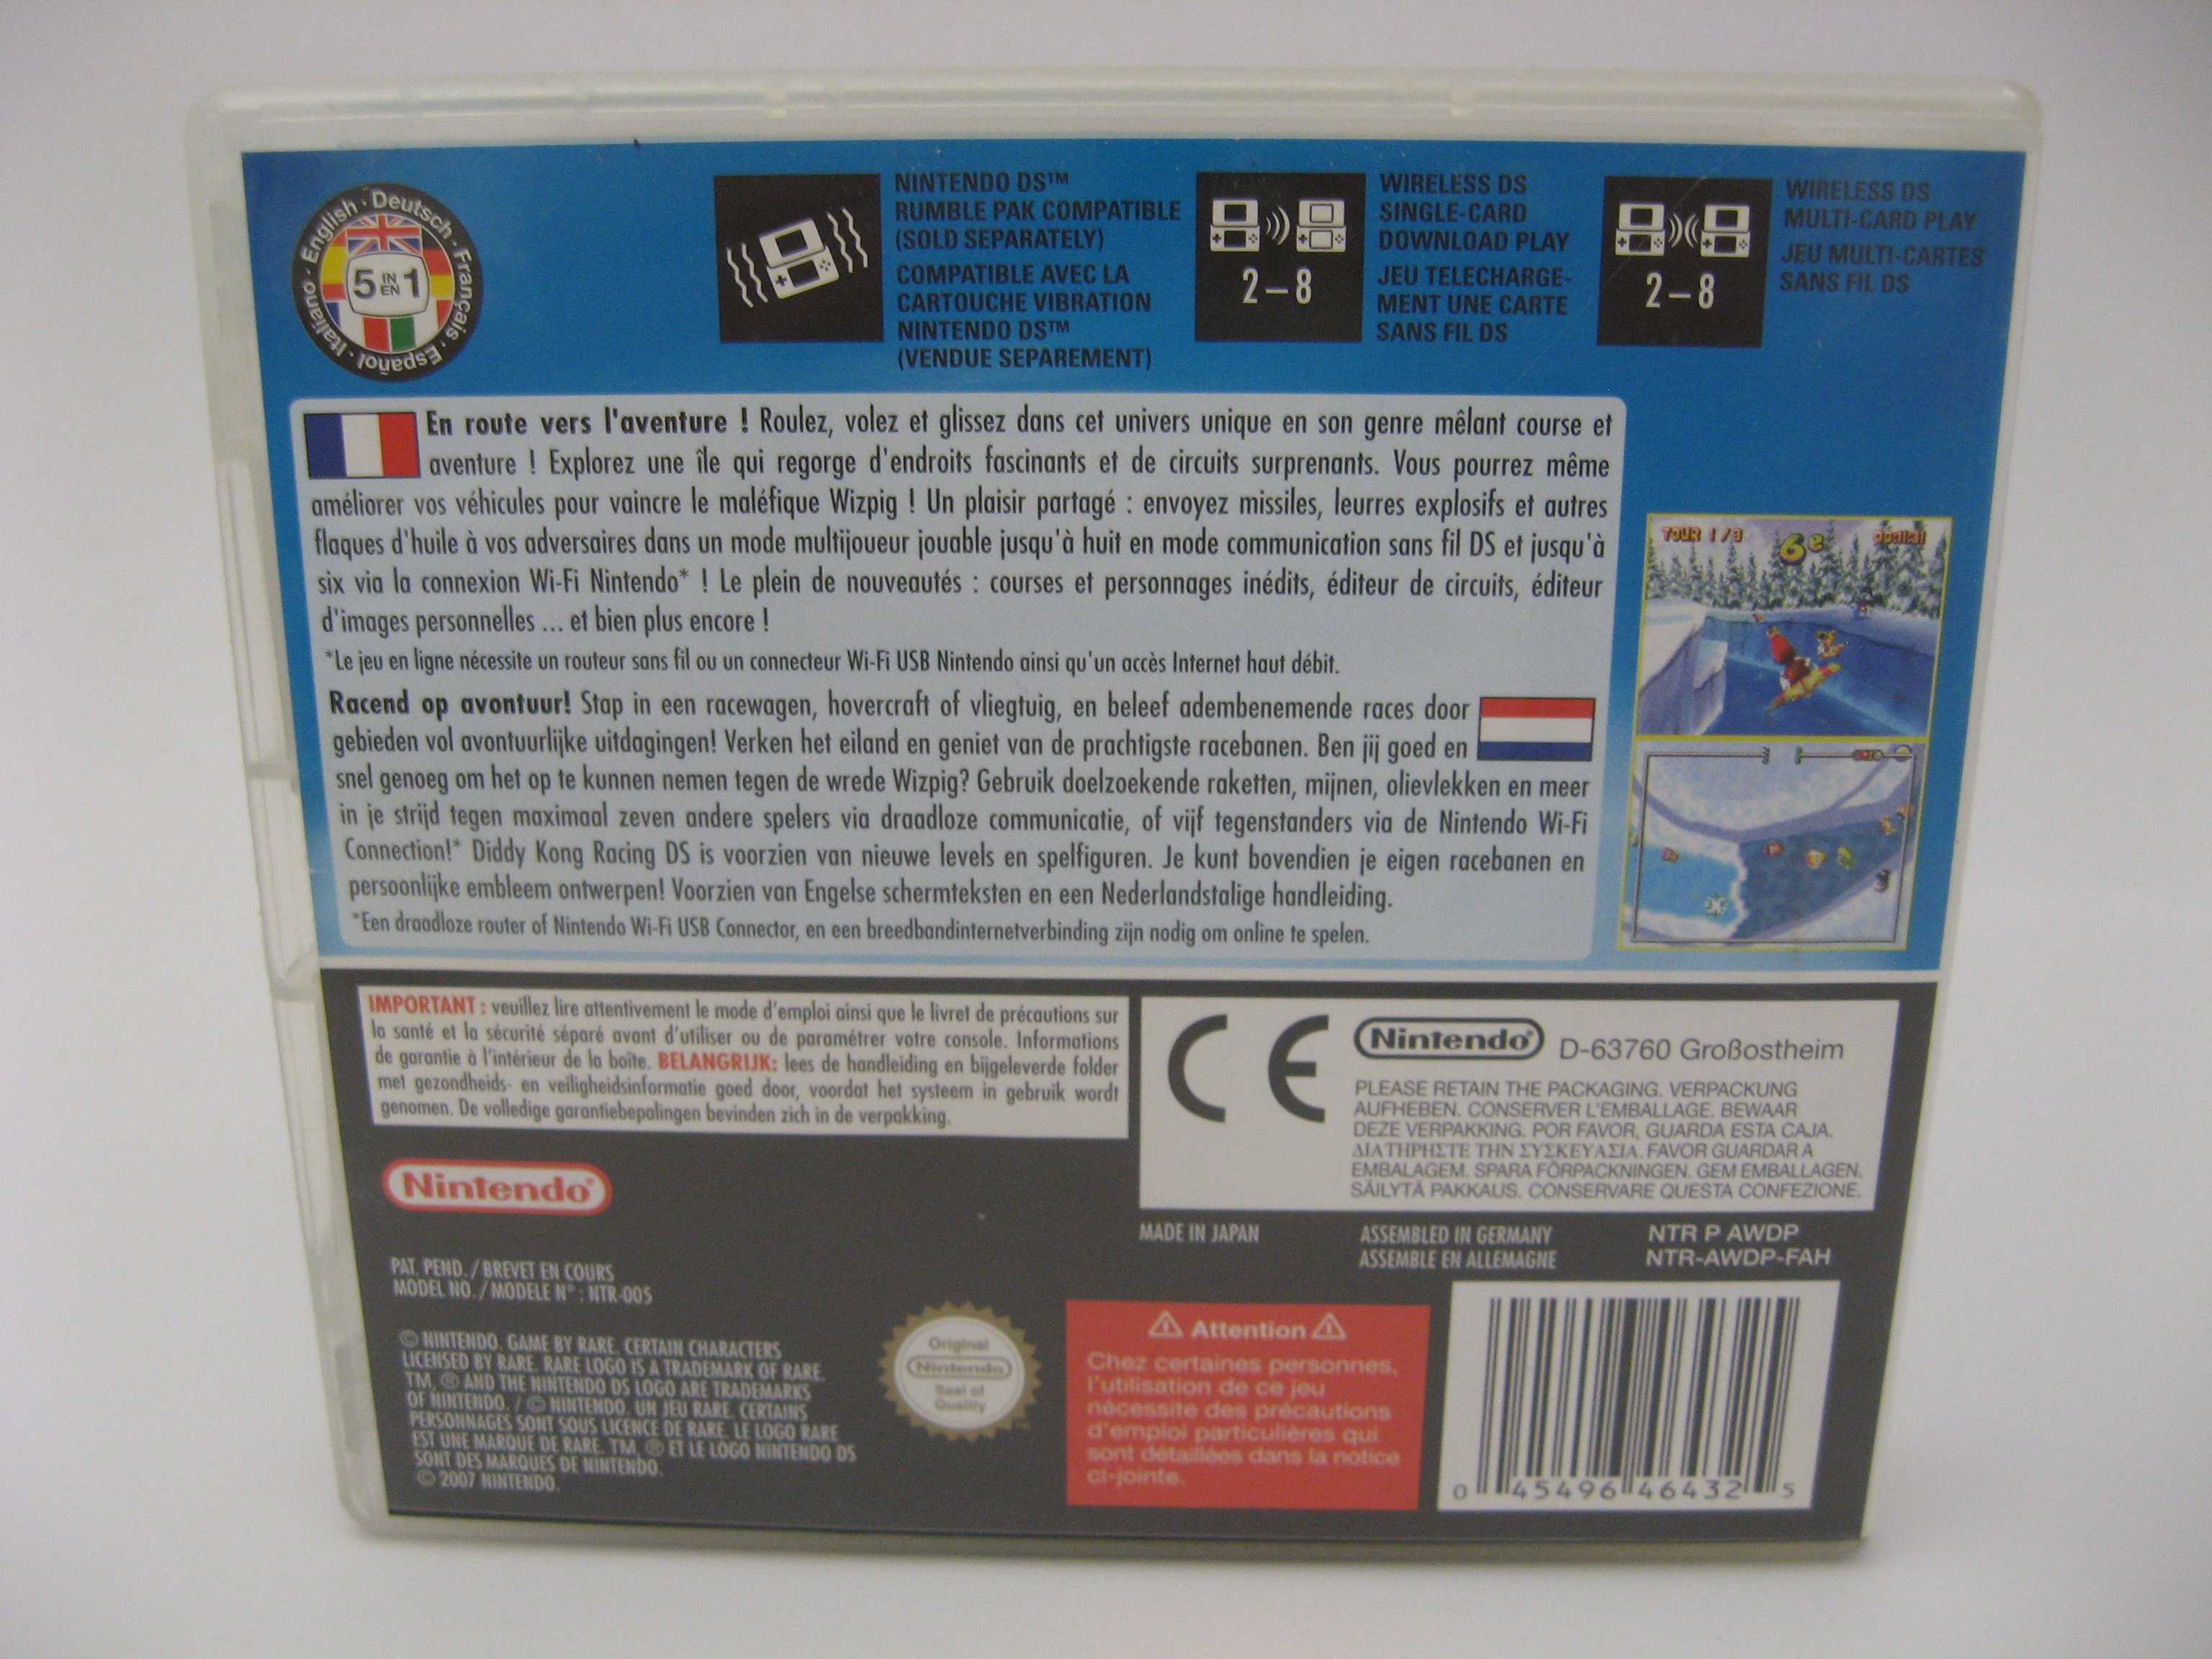 English · Deutsch · Français · Español · Italiano ·
5 IN EN 1
NINTENDO DS™
RUMBLE PAK COMPATIBLE
(SOLD SEPARATELY)
COMPATIBLE AVEC LA
CARTOUCHE VIBRATION
NINTENDO DS™
(VENDUE SEPAREMENT)
2–8
WIRELESS DS
SINGLE-CARD
DOWNLOAD PLAY
JEU TELECHARGE-
MENT UNE CARTE
SANS FIL DS
2–8
WIRELESS DS
MULTI-CARD PLAY
JEU MULTI-CARTES
SANS FIL DS
En route vers l'aventure ! Roulez, volez et glissez dans cet univers unique en son genre mêlant course et
aventure ! Explorez une île qui regorge d'endroits fascinants et de circuits surprenants. Vous pourrez même
améliorer vos véhicules pour vaincre le maléfique Wizpig ! Un plaisir partagé : envoyez missiles, leurres explosifs et autres
flaques d'huile à vos adversaires dans un mode multijoueur jouable jusqu'à huit en mode communication sans fil DS et jusqu'à
six via la connexion Wi-Fi Nintendo* ! Le plein de nouveautés : courses et personnages inédits, éditeur de circuits, éditeur
d'images personnelles ... et bien plus encore !
*Le jeu en ligne nécessite un routeur sans fil ou un connecteur Wi-Fi USB Nintendo ainsi qu'un accès Internet haut débit.
Racend op avontuur! Stap in een racewagen, hovercraft of vliegtuig, en beleef adembenemende races door
gebieden vol avontuurlijke uitdagingen! Verken het eiland en geniet van de prachtigste racebanen. Ben jij goed en
snel genoeg om het op te kunnen nemen tegen de wrede Wizpig? Gebruik doelzoekende raketten, mijnen, olievlekken en meer
in je strijd tegen maximaal zeven andere spelers via draadloze communicatie, of vijf tegenstanders via de Nintendo Wi-Fi
Connection!* Diddy Kong Racing DS is voorzien van nieuwe levels en spelfiguren. Je kunt bovendien je eigen racebanen en
persoonlijke embleem ontwerpen! Voorzien van Engelse schermteksten en een Nederlandstalige handleiding.
*Een draadloze router of Nintendo Wi-Fi USB Connector, en een breedbandinternetverbinding zijn nodig om online te spelen.
TOUR 1/3 6e
IMPORTANT : veuillez lire attentivement le mode d'emploi ainsi que le livret de précautions sur
la santé et la sécurité séparé avant d'utiliser ou de paramétrer votre console. Informations
de garantie à l'intérieur de la boîte. BELANGRIJK: lees de handleiding en bijgeleverde folder
met gezondheids- en veiligheidsinformatie goed door, voordat het systeem in gebruik wordt
genomen. De volledige garantiebepalingen bevinden zich in de verpakking.
CE
Nintendo® D-63760 Großostheim
PLEASE RETAIN THE PACKAGING. VERPACKUNG
AUFHEBEN. CONSERVER L'EMBALLAGE. BEWAAR
DEZE VERPAKKING. POR FAVOR, GUARDA ESTA CAJA.
ΔΙΑΤΗΡΗΣΤΕ ΤΗΝ ΣΥΣΚΕΥΑΣΙΑ. FAVOR GUARDAR A
EMBALAGEM. SPARA FÖRPACKNINGEN. GEM EMBALLAGEN.
SÄILYTÄ PAKKAUS. CONSERVARE QUESTA CONFEZIONE.
Nintendo®
MADE IN JAPAN
ASSEMBLED IN GERMANY
ASSEMBLE EN ALLEMAGNE
NTR P AWDP
NTR-AWDP-FAH
PAT. PEND. / BREVET EN COURS
MODEL NO. / MODELE N° : NTR-005
© NINTENDO. GAME BY RARE. CERTAIN CHARACTERS
LICENSED BY RARE. RARE LOGO IS A TRADEMARK OF RARE.
TM, ® AND THE NINTENDO DS LOGO ARE TRADEMARKS
OF NINTENDO. / © NINTENDO. UN JEU RARE. CERTAINS
PERSONNAGES SONT SOUS LICENCE DE RARE. LE LOGO RARE
EST UNE MARQUE DE RARE. TM, ® ET LE LOGO NINTENDO DS
SONT DES MARQUES DE NINTENDO.
© 2007 NINTENDO.
Original
Nintendo
Seal of
Quality
⚠ Attention ⚠
Chez certaines personnes,
l'utilisation de ce jeu
nécessite des précautions
d'emploi particulières qui
sont détaillées dans la notice
ci-jointe.
0 45496 46432 5